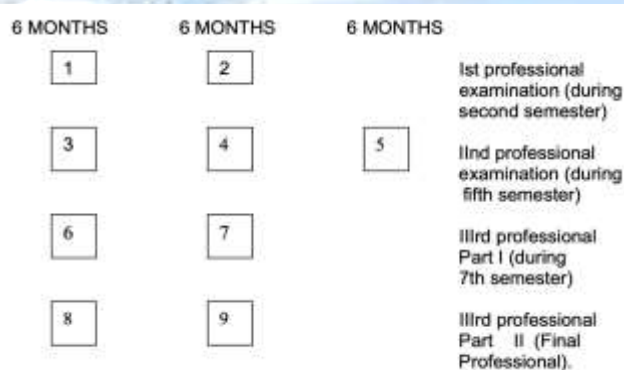 6 MONTHS 6 MONTHS 6 MONTHS
1 2
Ist professional
examination (during
second semester)
3 4 5
IInd professional
examination (during
fifth semester)
6 7
IIIrd professional
Part I (during
7th semester)
8 9
IIIrd professional
Part II (Final
Professional).